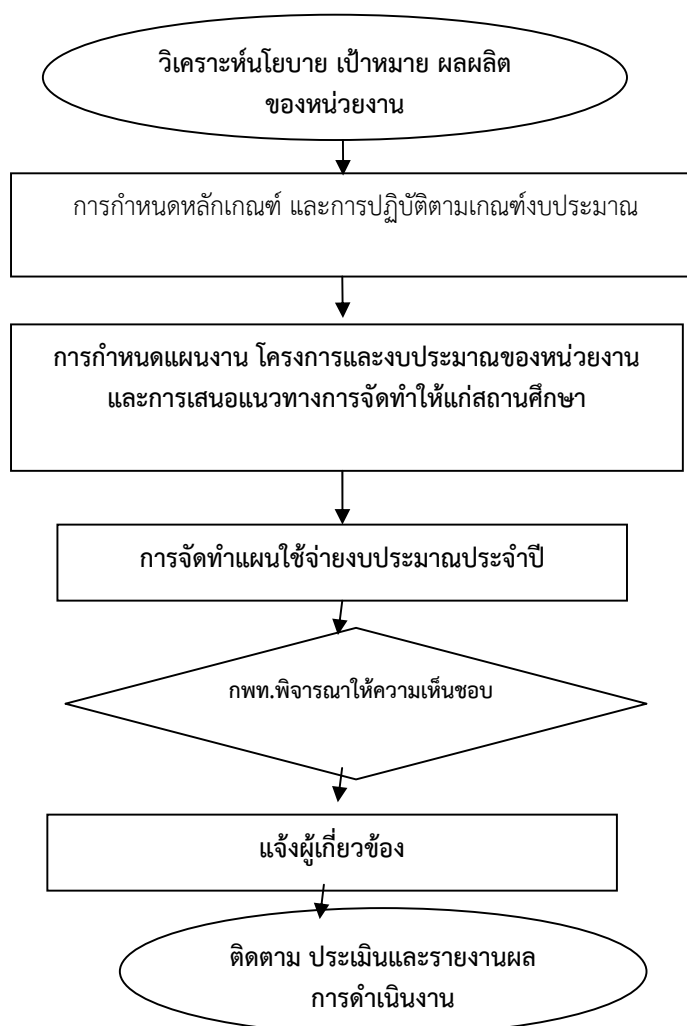 วิเคราะห์นโยบาย เป้าหมาย ผลผลิต
ของหน่วยงาน
การกำหนดหลักเกณฑ์ และการปฏิบัติตามเกณฑ์งบประมาณ
การกำหนดแผนงาน โครงการและงบประมาณของหน่วยงาน
และการเสนอแนวทางการจัดทำให้แก่สถานศึกษา
การจัดทำแผนใช้จ่ายงบประมาณประจำปี
กพท.พิจารณาให้ความเห็นชอบ
แจ้งผู้เกี่ยวข้อง
ติดตาม ประเมินและรายงานผล
การดำเนินงาน